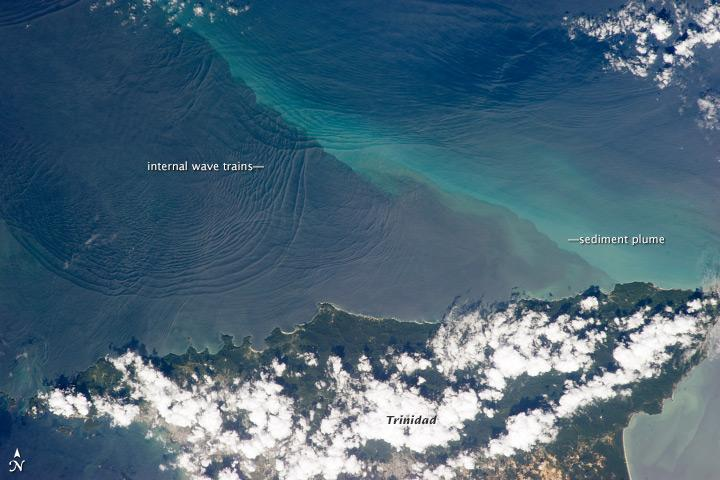 internal wave trains
sediment plume
Trinidad
N